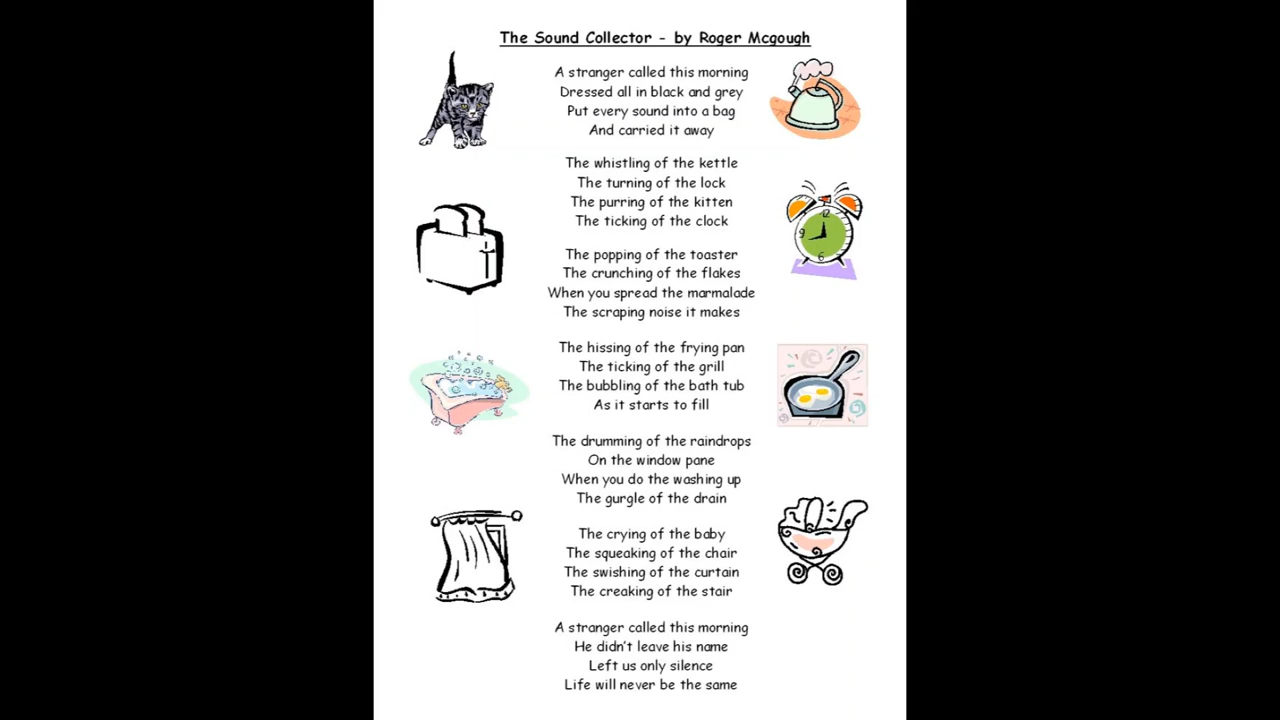 The Sound Collector - by Roger Mcgough
A stranger called this morning
Dressed all in black and grey
Put every sound into a bag
And carried it away
The whistling of the kettle
The turning of the lock
The purring of the kitten
The ticking of the clock
The popping of the toaster
The crunching of the flakes
When you spread the marmalade
The scraping noise it makes
The hissing of the frying pan
The ticking of the grill
The bubbling of the bath tub
As it starts to fill
The drumming of the raindrops
On the window pane
When you do the washing up
The gurgle of the drain
The crying of the baby
The squeaking of the chair
The swishing of the curtain
The creaking of the stair
A stranger called this morning
He didn't leave his name
Left us only silence
Life will never be the same
12
9
6